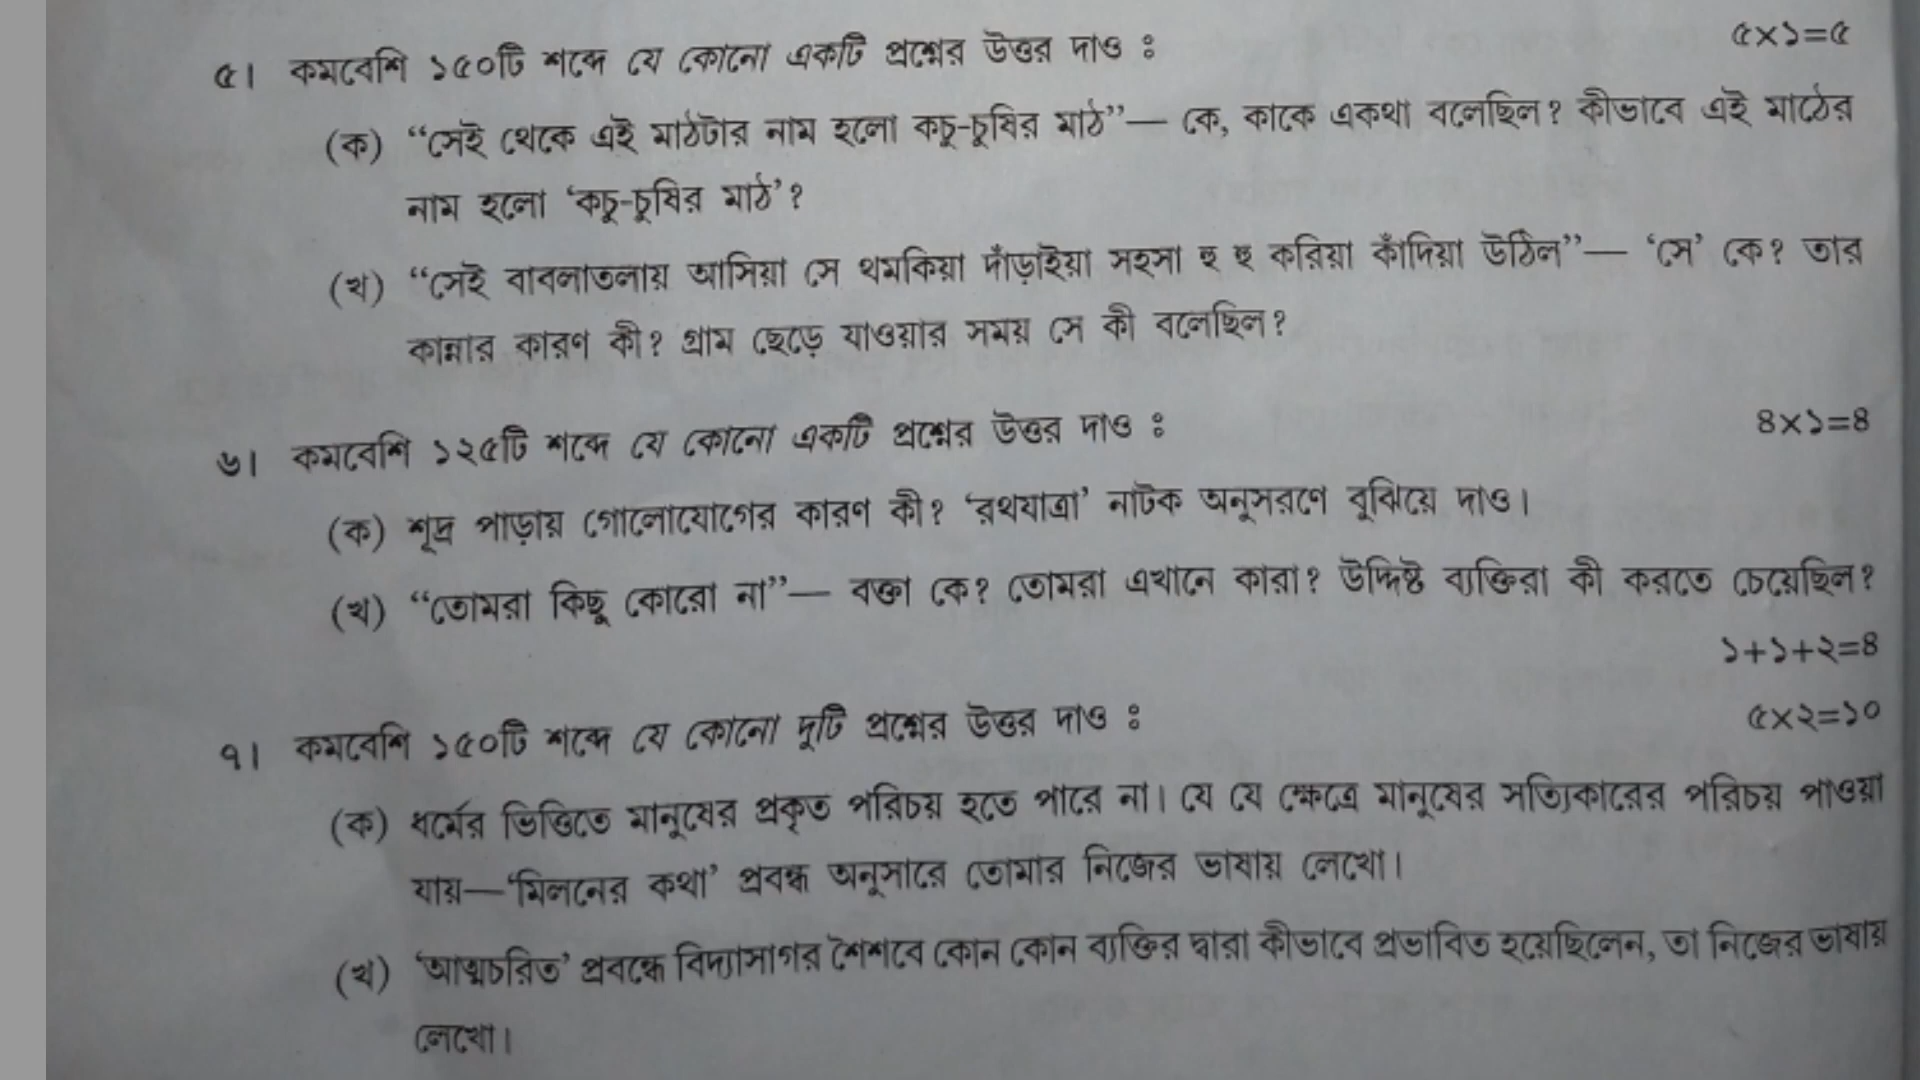 ৫। কমবেশি ১৫০টি শব্দে যে কোনো একটি প্রশ্নের উত্তর দাও ঃ ৫×১=৫
(ক) “সেই থেকে এই মাঠটার নাম হলো কচু-চুষির মাঠ”— কে, কাকে একথা বলেছিল? কীভাবে এই মাঠের
নাম হলো ‘কচু-চুষির মাঠ’?
(খ) “সেই বাবলাতলায় আসিয়া সে থমকিয়া দাঁড়াইয়া সহসা হু হু করিয়া কাঁদিয়া উঠিল”— ‘সে’ কে? তার
কান্নার কারণ কী? গ্রাম ছেড়ে যাওয়ার সময় সে কী বলেছিল?
৬। কমবেশি ১২৫টি শব্দে যে কোনো একটি প্রশ্নের উত্তর দাও ঃ ৪×১=৪
(ক) শূদ্র পাড়ায় গোলোযোগের কারণ কী? ‘রথযাত্রা’ নাটক অনুসরণে বুঝিয়ে দাও।
(খ) “তোমরা কিছু কোরো না”— বক্তা কে? তোমরা এখানে কারা? উদ্দিষ্ট ব্যক্তিরা কী করতে চেয়েছিল?
১+১+২=৪
৭। কমবেশি ১৫০টি শব্দে যে কোনো দুটি প্রশ্নের উত্তর দাও ঃ ৫×২=১০
(ক) ধর্মের ভিত্তিতে মানুষের প্রকৃত পরিচয় হতে পারে না। যে যে ক্ষেত্রে মানুষের সত্যিকারের পরিচয় পাওয়া
যায়—‘মিলনের কথা’ প্রবন্ধ অনুসারে তোমার নিজের ভাষায় লেখো।
(খ) ‘আত্মচরিত’ প্রবন্ধে বিদ্যাসাগর শৈশবে কোন কোন ব্যক্তির দ্বারা কীভাবে প্রভাবিত হয়েছিলেন, তা নিজের ভাষায়
লেখো।